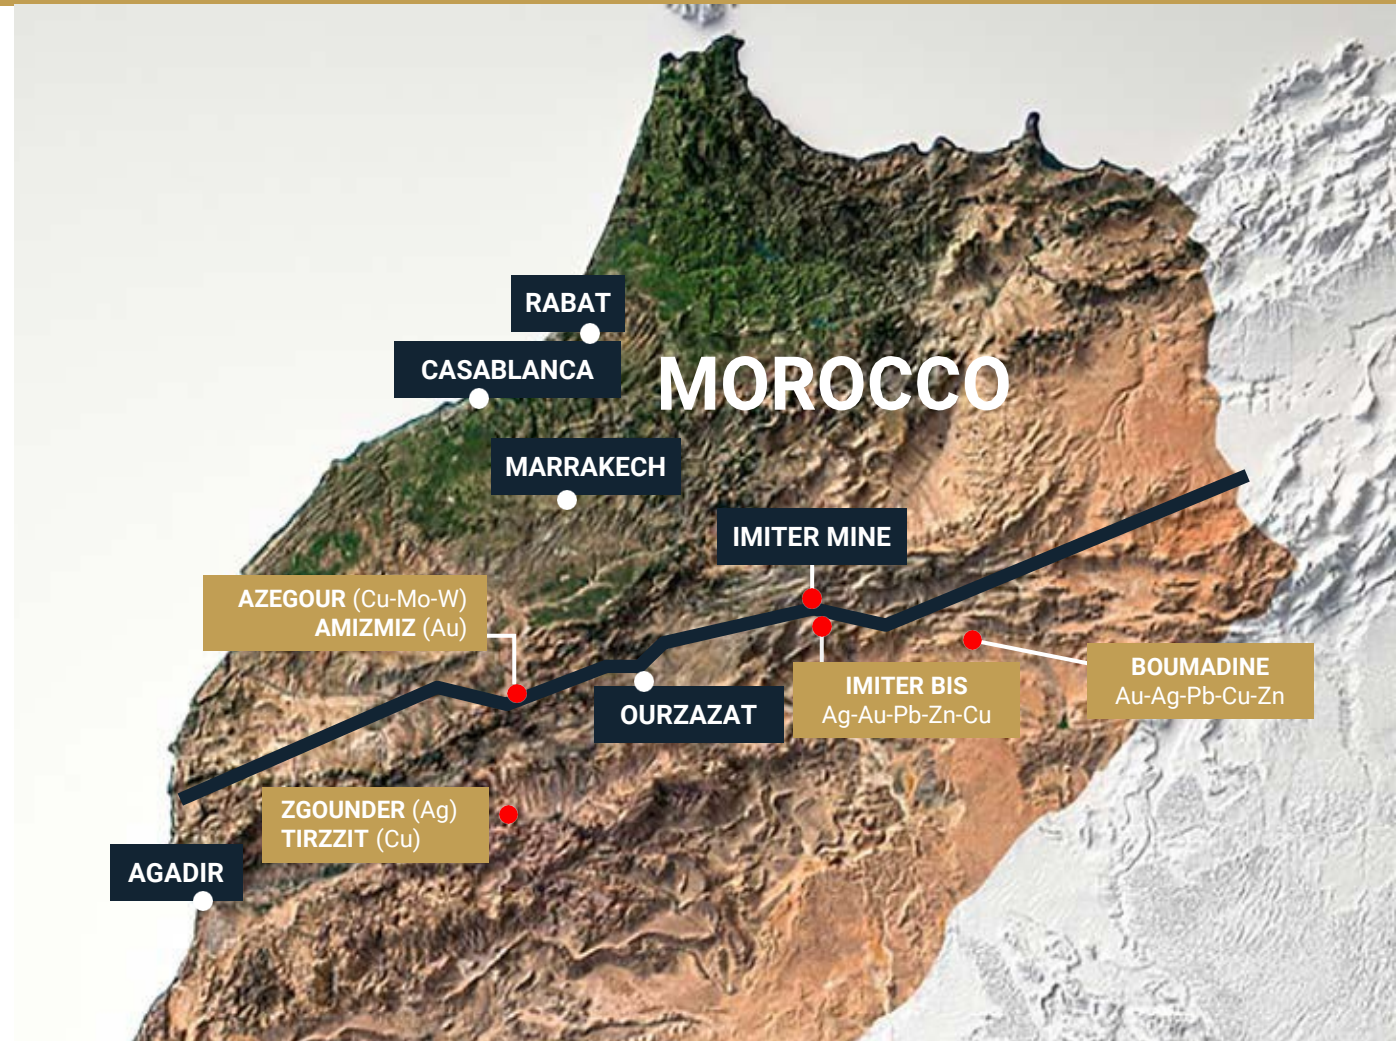 RABAT
CASABLANCA
MOROCCO
MARRAKECH
IMITER MINE
AZEGOUR (Cu-Mo-W)
AMIZMIZ (Au)
IMITER BIS
Ag-Au-Pb-Zn-Cu
BOUMADINE
Au-Ag-Pb-Cu-Zn
OURZAZAT
ZGOUNDER (Ag)
TIRZZIT (Cu)
AGADIR